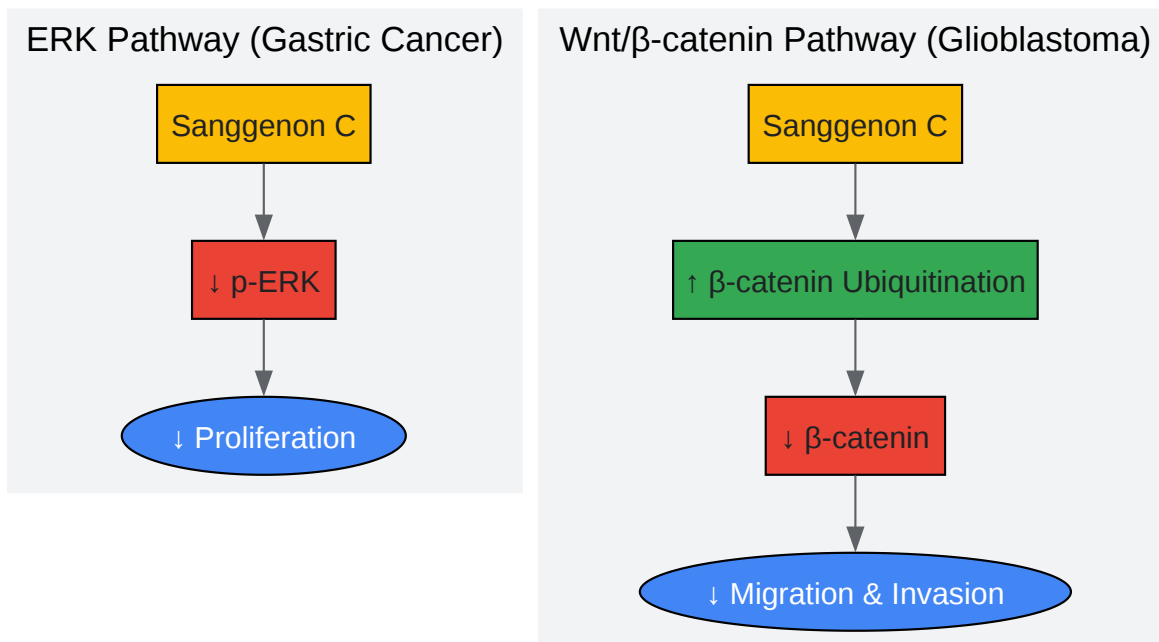 ERK Pathway (Gastric Cancer)
Sanggenon C
↓ p-ERK
↓ Proliferation
Wnt/β-catenin Pathway (Glioblastoma)
Sanggenon C
↑ β-catenin Ubiquitination
↓ β-catenin
↓ Migration & Invasion